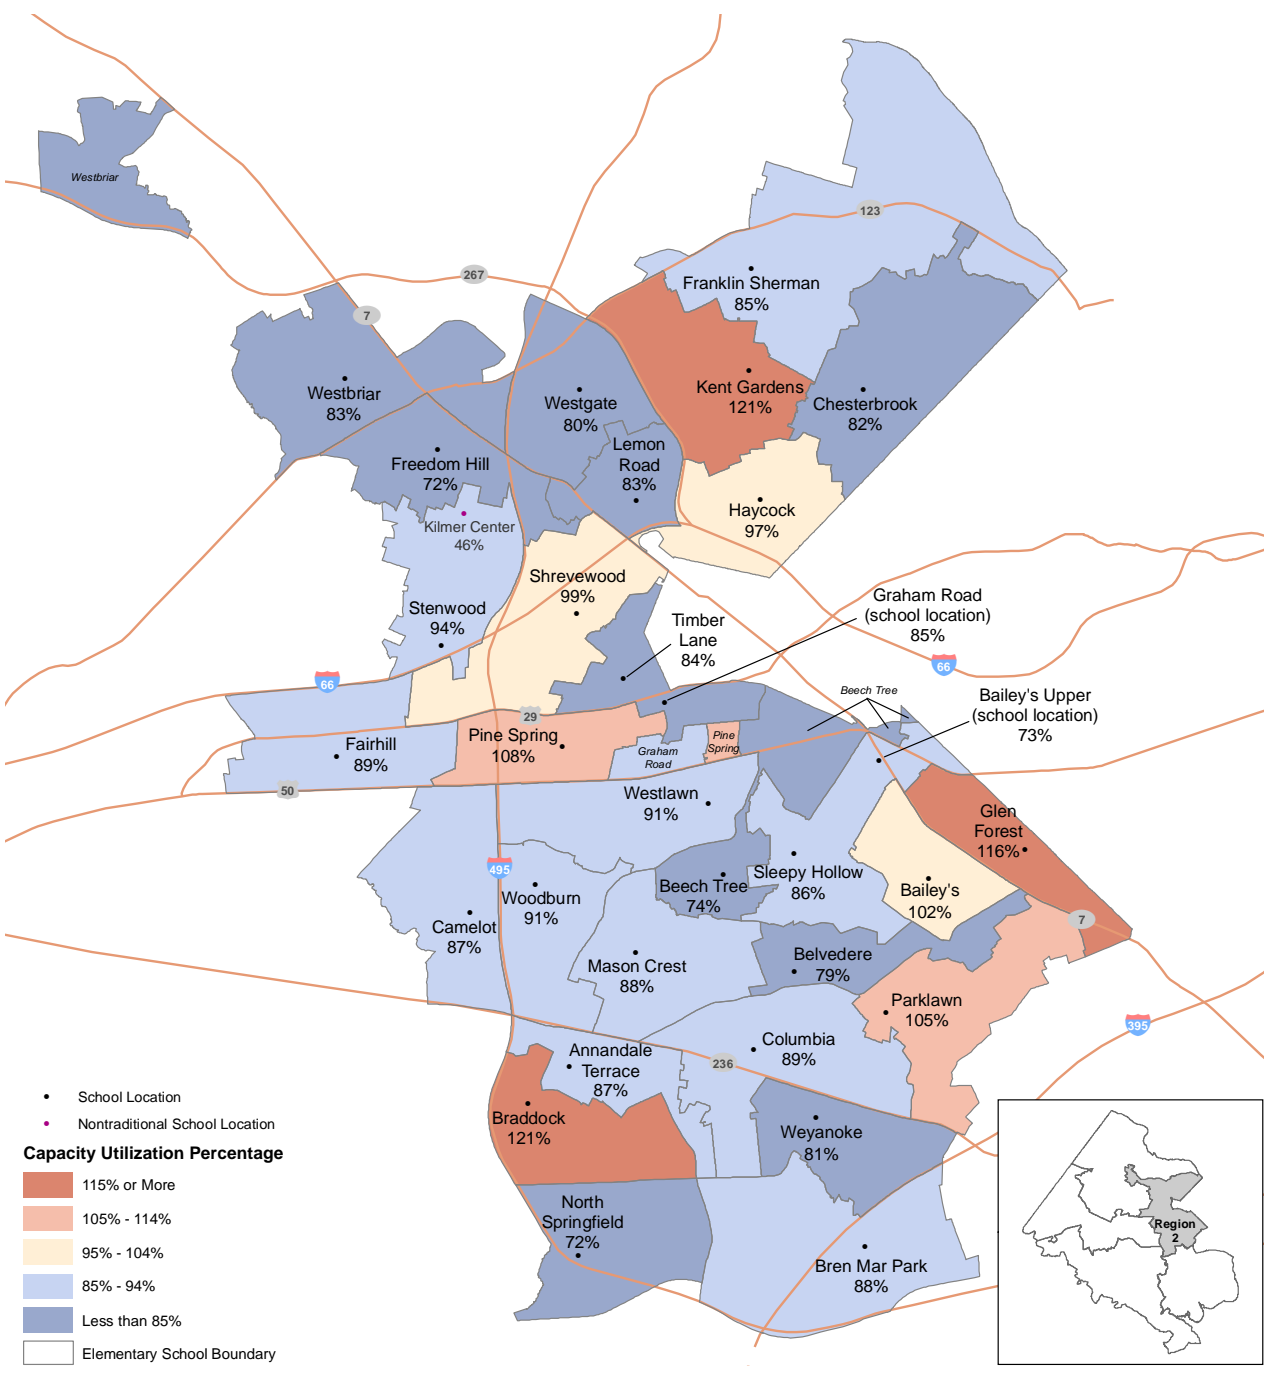 Westbriar
123
267
Franklin Sherman
85%
7
Kent Gardens
121%
Westbriar
83%
Westgate
80%
Chesterbrook
82%
Lemon
Road
83%
Freedom Hill
72%
Haycock
97%
Kilmer Center
46%
Shrevewood
99%
Graham Road
(school location)
85%
Stenwood
94%
Timber
Lane
84%
66
66
Beech Tree
Bailey's Upper
(school location)
73%
29
Pine Spring
108%
Pine
Spring
Graham
Road
Fairhill
89%
50
Westlawn
91%
Glen
Forest
116%
495
Sleepy Hollow
86%
Beech Tree
74%
Bailey's
102%
Woodburn
91%
Camelot
87%
7
Belvedere
79%
Mason Crest
88%
Parklawn
105%
395
Columbia
89%
Annandale
Terrace
87%
236
Braddock
121%
Weyanoke
81%
North
Springfield
72%
Bren Mar Park
88%
School Location
Nontraditional School Location
Capacity Utilization Percentage
115% or More
105% - 114%
95% - 104%
85% - 94%
Less than 85%
Elementary School Boundary
Region
2